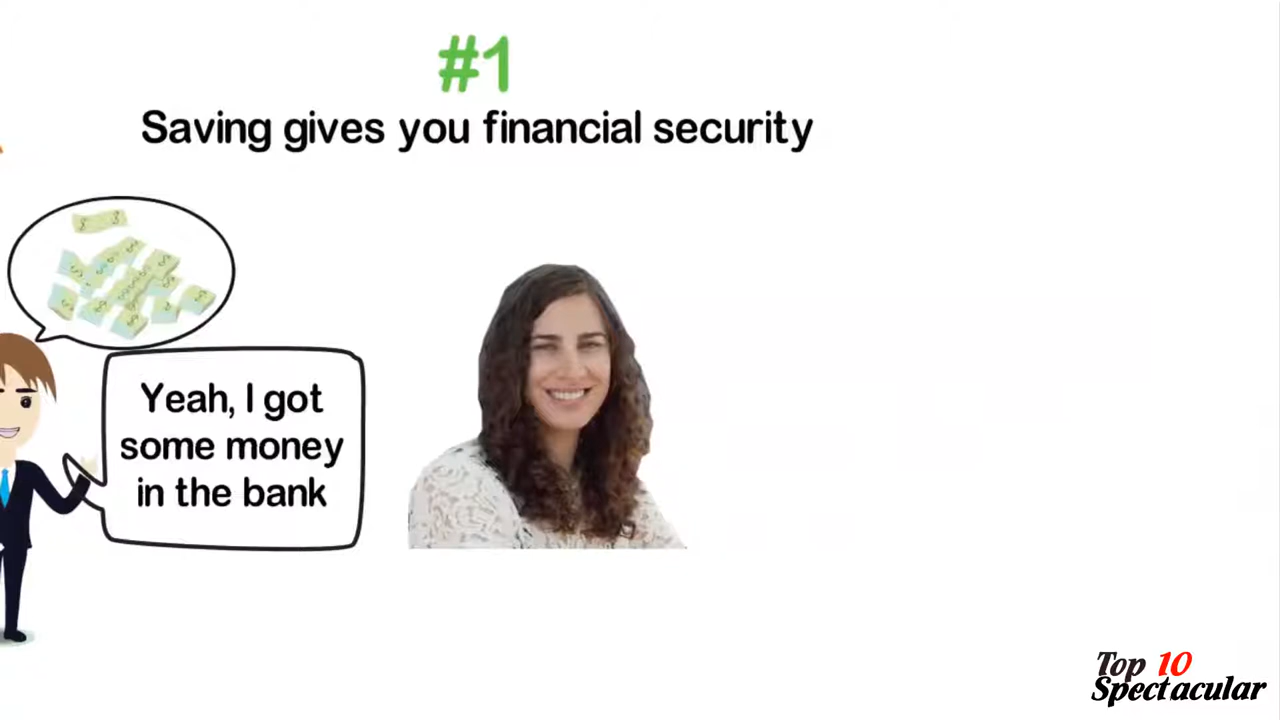 #1
Saving gives you financial security
Yeah, I got
some money
in the bank
Top 10
Spectacular